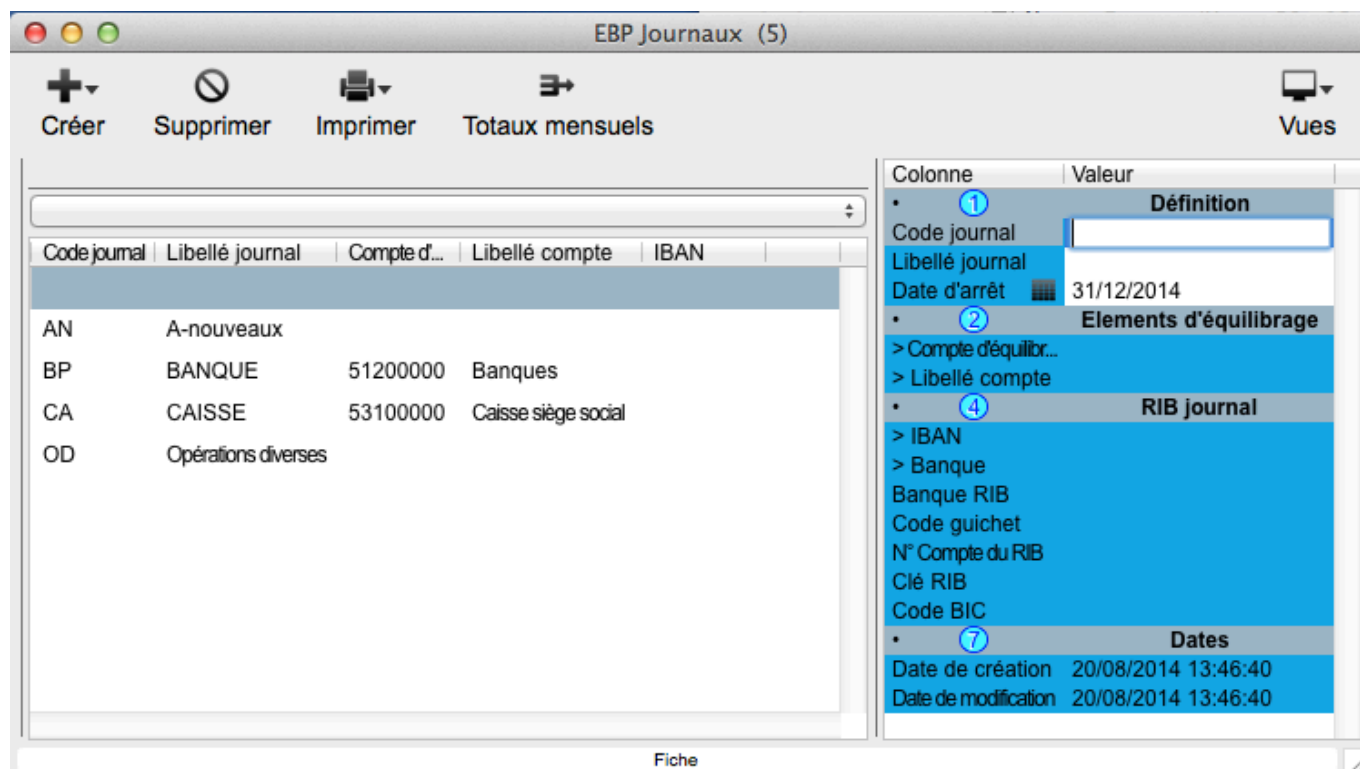 EBP Journaux (5)
Créer Supprimer Imprimer Totaux mensuels Vues
Code journal Libellé journal Compte d'... Libellé compte IBAN
AN A-nouveaux
BP BANQUE 51200000 Banques
CA CAISSE 53100000 Caisse siège social
OD Opérations diverses
Colonne Valeur
• 1 Définition
Code journal
Libellé journal
Date d'arrêt 31/12/2014
• 2 Elements d'équilibrage
> Compte d'équilibr...
> Libellé compte
• 4 RIB journal
> IBAN
> Banque
Banque RIB
Code guichet
N° Compte du RIB
Clé RIB
Code BIC
• 7 Dates
Date de création 20/08/2014 13:46:40
Date de modification 20/08/2014 13:46:40
Fiche